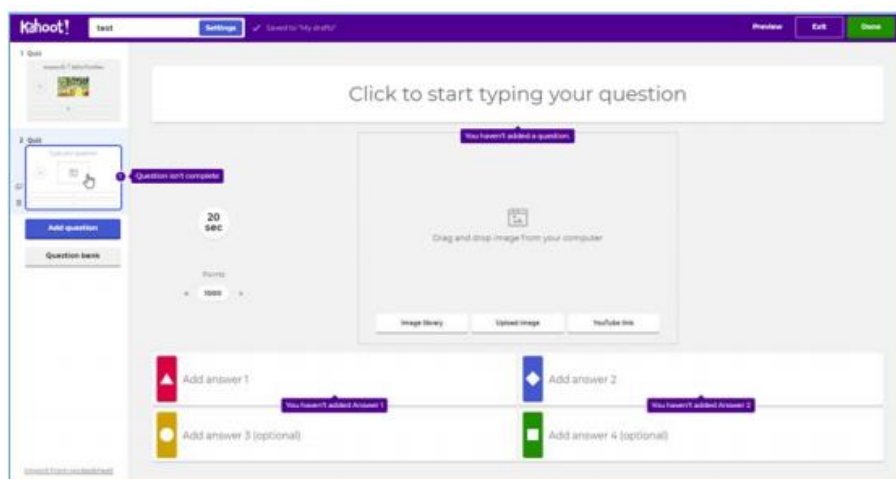 Kahoot!
test
Settings
Saved to "My drafts"
Preview
Exit
Done
1 Quiz
2 Quiz
Type your question
Question isn't complete
Add question
Question bank
Import from spreadsheet
Click to start typing your question
You haven't added a question.
20
sec
Points
1000
Drag and drop image from your computer
Image library
Upload image
YouTube link
Add answer 1
You haven't added Answer 1
Add answer 2
You haven't added Answer 2
Add answer 3 (optional)
Add answer 4 (optional)